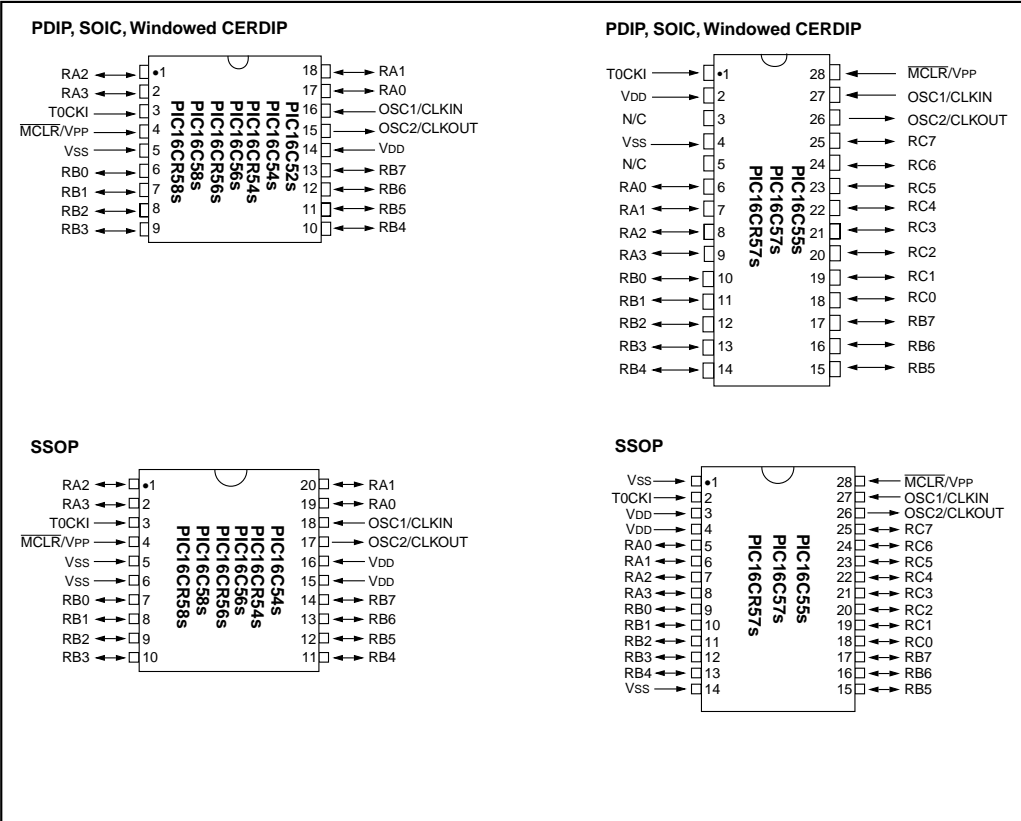 PDIP, SOIC, Windowed CERDIP
RA2 •1 18 RA1
RA3 2 17 RA0
T0CKI 3 16 OSC1/CLKIN
MCLR/VPP 4 15 OSC2/CLKOUT
VSS 5 14 VDD
RB0 6 13 RB7
RB1 7 12 RB6
RB2 8 11 RB5
RB3 9 10 RB4
PIC16C52s
PIC16C54s
PIC16CR54s
PIC16C56s
PIC16CR56s
PIC16C58s
PIC16CR58s
PDIP, SOIC, Windowed CERDIP
T0CKI •1 28 MCLR/VPP
VDD 2 27 OSC1/CLKIN
N/C 3 26 OSC2/CLKOUT
VSS 4 25 RC7
N/C 5 24 RC6
RA0 6 23 RC5
RA1 7 22 RC4
RA2 8 21 RC3
RA3 9 20 RC2
RB0 10 19 RC1
RB1 11 18 RC0
RB2 12 17 RB7
RB3 13 16 RB6
RB4 14 15 RB5
PIC16C55s
PIC16C57s
PIC16CR57s
SSOP
RA2 •1 20 RA1
RA3 2 19 RA0
T0CKI 3 18 OSC1/CLKIN
MCLR/VPP 4 17 OSC2/CLKOUT
VSS 5 16 VDD
VSS 6 15 VDD
RB0 7 14 RB7
RB1 8 13 RB6
RB2 9 12 RB5
RB3 10 11 RB4
PIC16C54s
PIC16CR54s
PIC16C56s
PIC16CR56s
PIC16C58s
PIC16CR58s
SSOP
VSS •1 28 MCLR/VPP
T0CKI 2 27 OSC1/CLKIN
VDD 3 26 OSC2/CLKOUT
VDD 4 25 RC7
RA0 5 24 RC6
RA1 6 23 RC5
RA2 7 22 RC4
RA3 8 21 RC3
RB0 9 20 RC2
RB1 10 19 RC1
RB2 11 18 RC0
RB3 12 17 RB7
RB4 13 16 RB6
VSS 14 15 RB5
PIC16C55s
PIC16C57s
PIC16CR57s